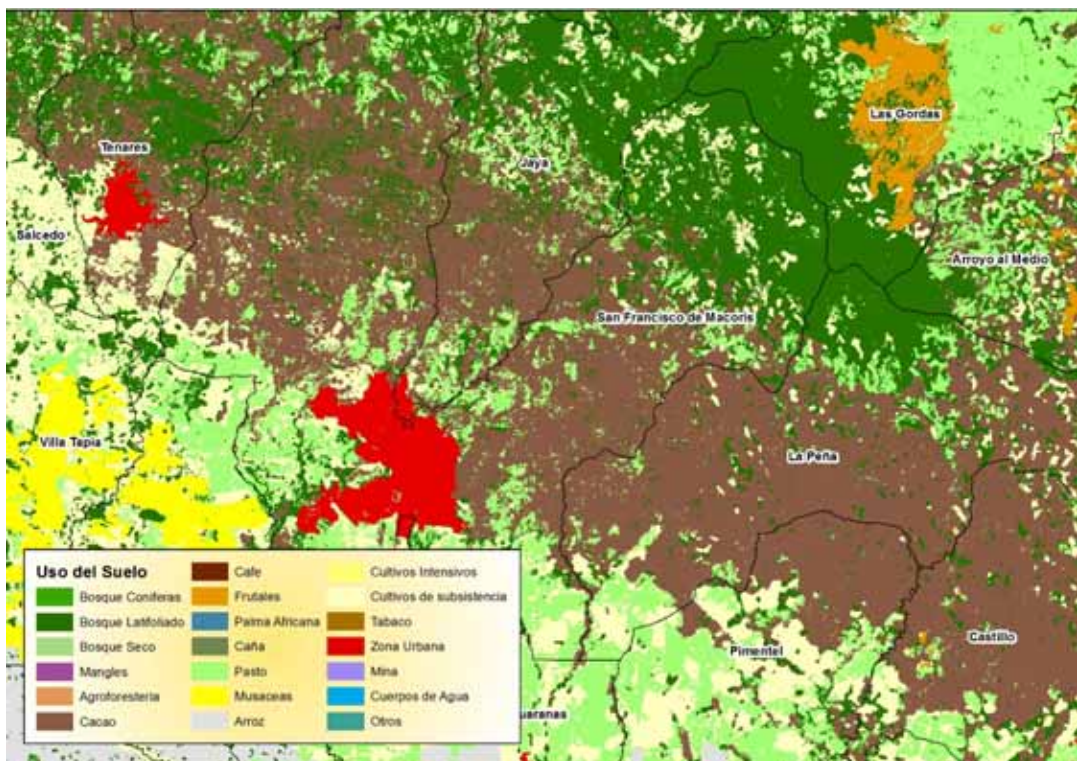 Las Gordas
Tenares
Jaya
Salcedo
Arroyo al Medio
San Francisco de Macoris
Villa Tapia
La Peña
Castillo
Pimentel
uaranas
Uso del Suelo
Bosque Coniferas
Bosque Latifoliado
Bosque Seco
Mangles
Agroforesteria
Cacao
Cafe
Frutales
Palma Africana
Caña
Pasto
Musaceas
Arroz
Cultivos Intensivos
Cultivos de subsistencia
Tabaco
Zona Urbana
Mina
Cuerpos de Agua
Otros